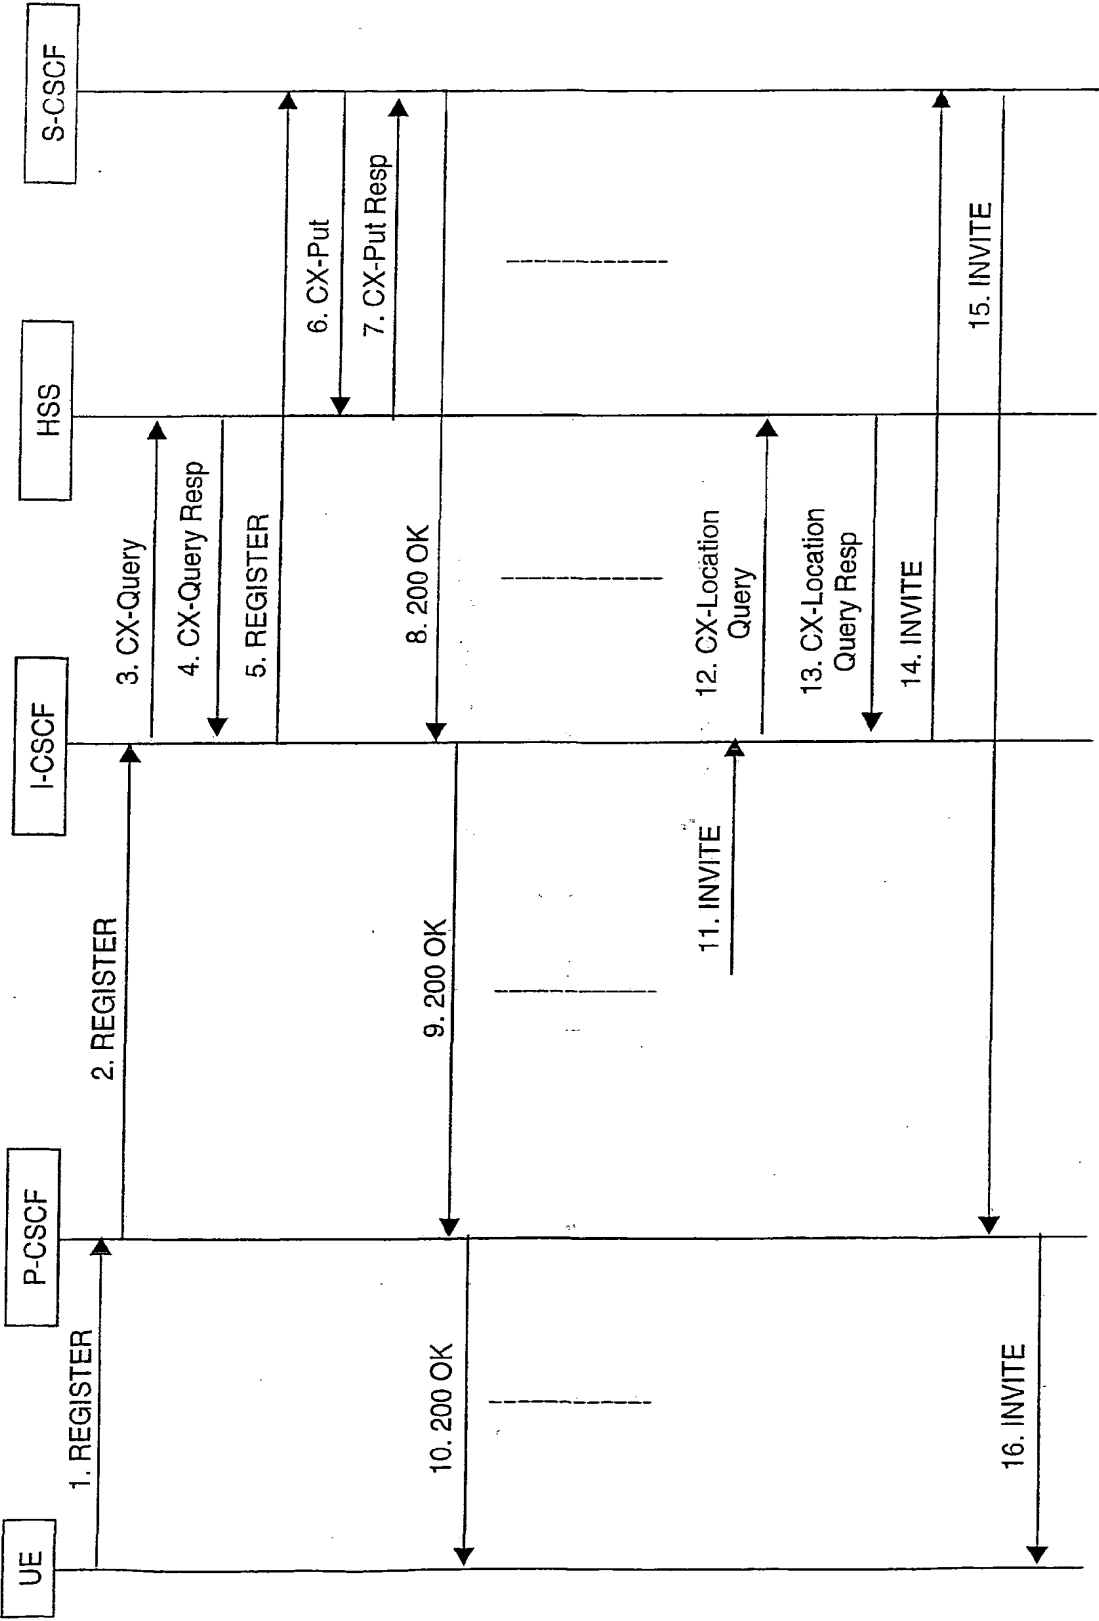 UE
P-CSCF
I-CSCF
HSS
S-CSCF
1. REGISTER
2. REGISTER
3. CX-Query
4. CX-Query Resp
5. REGISTER
6. CX-Put
7. CX-Put Resp
8. 200 OK
9. 200 OK
10. 200 OK
11. INVITE
12. CX-Location
Query
13. CX-Location
Query Resp
14. INVITE
15. INVITE
16. INVITE